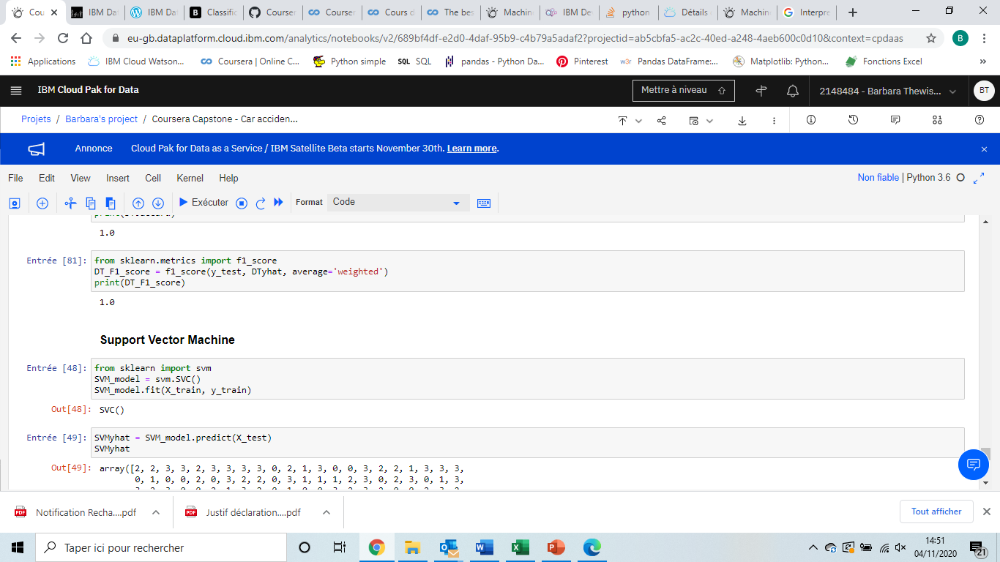 Cou
IBM Dat
IBM Dat
Classific
Courser
Courser
Cours d
The bes
Machin
IBM De
python
Détails
Machin
Interpre
eu-gb.dataplatform.cloud.ibm.com/analytics/notebooks/v2/689bf4df-e2d0-4daf-95b9-c4b79a5adaf2?projectid=ab5cbfa5-ac2c-40ed-a248-4aeb600c0d10&context=cpdaas
B
Applications
IBM Cloud Watson...
Coursera | Online C...
Python simple
SQL SQL
pandas - Python Da...
Pinterest
w3r Pandas DataFrame:...
Matplotlib: Python...
Fonctions Excel
»
IBM Cloud Pak for Data
Mettre à niveau
2148484 - Barbara Thewis...
BT
Projets / Barbara's project / Coursera Capstone - Car acciden...
Annonce Cloud Pak for Data as a Service / IBM Satellite Beta starts November 30th. Learn more.
File Edit View Insert Cell Kernel Help
Non fiable | Python 3.6
Exécuter
Format Code
1.0
Entrée [81]: from sklearn.metrics import f1_score
DT_F1_score = f1_score(y_test, DTyhat, average='weighted')
print(DT_F1_score)
1.0
Support Vector Machine
Entrée [48]: from sklearn import svm
SVM_model = svm.SVC()
SVM_model.fit(X_train, y_train)
Out[48]: SVC()
Entrée [49]: SVMyhat = SVM_model.predict(X_test)
SVMyhat
Out[49]: array([2, 2, 3, 3, 2, 3, 3, 3, 3, 0, 2, 1, 3, 0, 0, 3, 2, 2, 1, 3, 3, 3,
0, 1, 0, 0, 2, 0, 3, 2, 2, 0, 3, 1, 1, 1, 2, 3, 0, 2, 3, 0, 1, 3,
Notification Recha....pdf
Justif déclaration....pdf
Tout afficher
Taper ici pour rechercher
14:51
04/11/2020
21